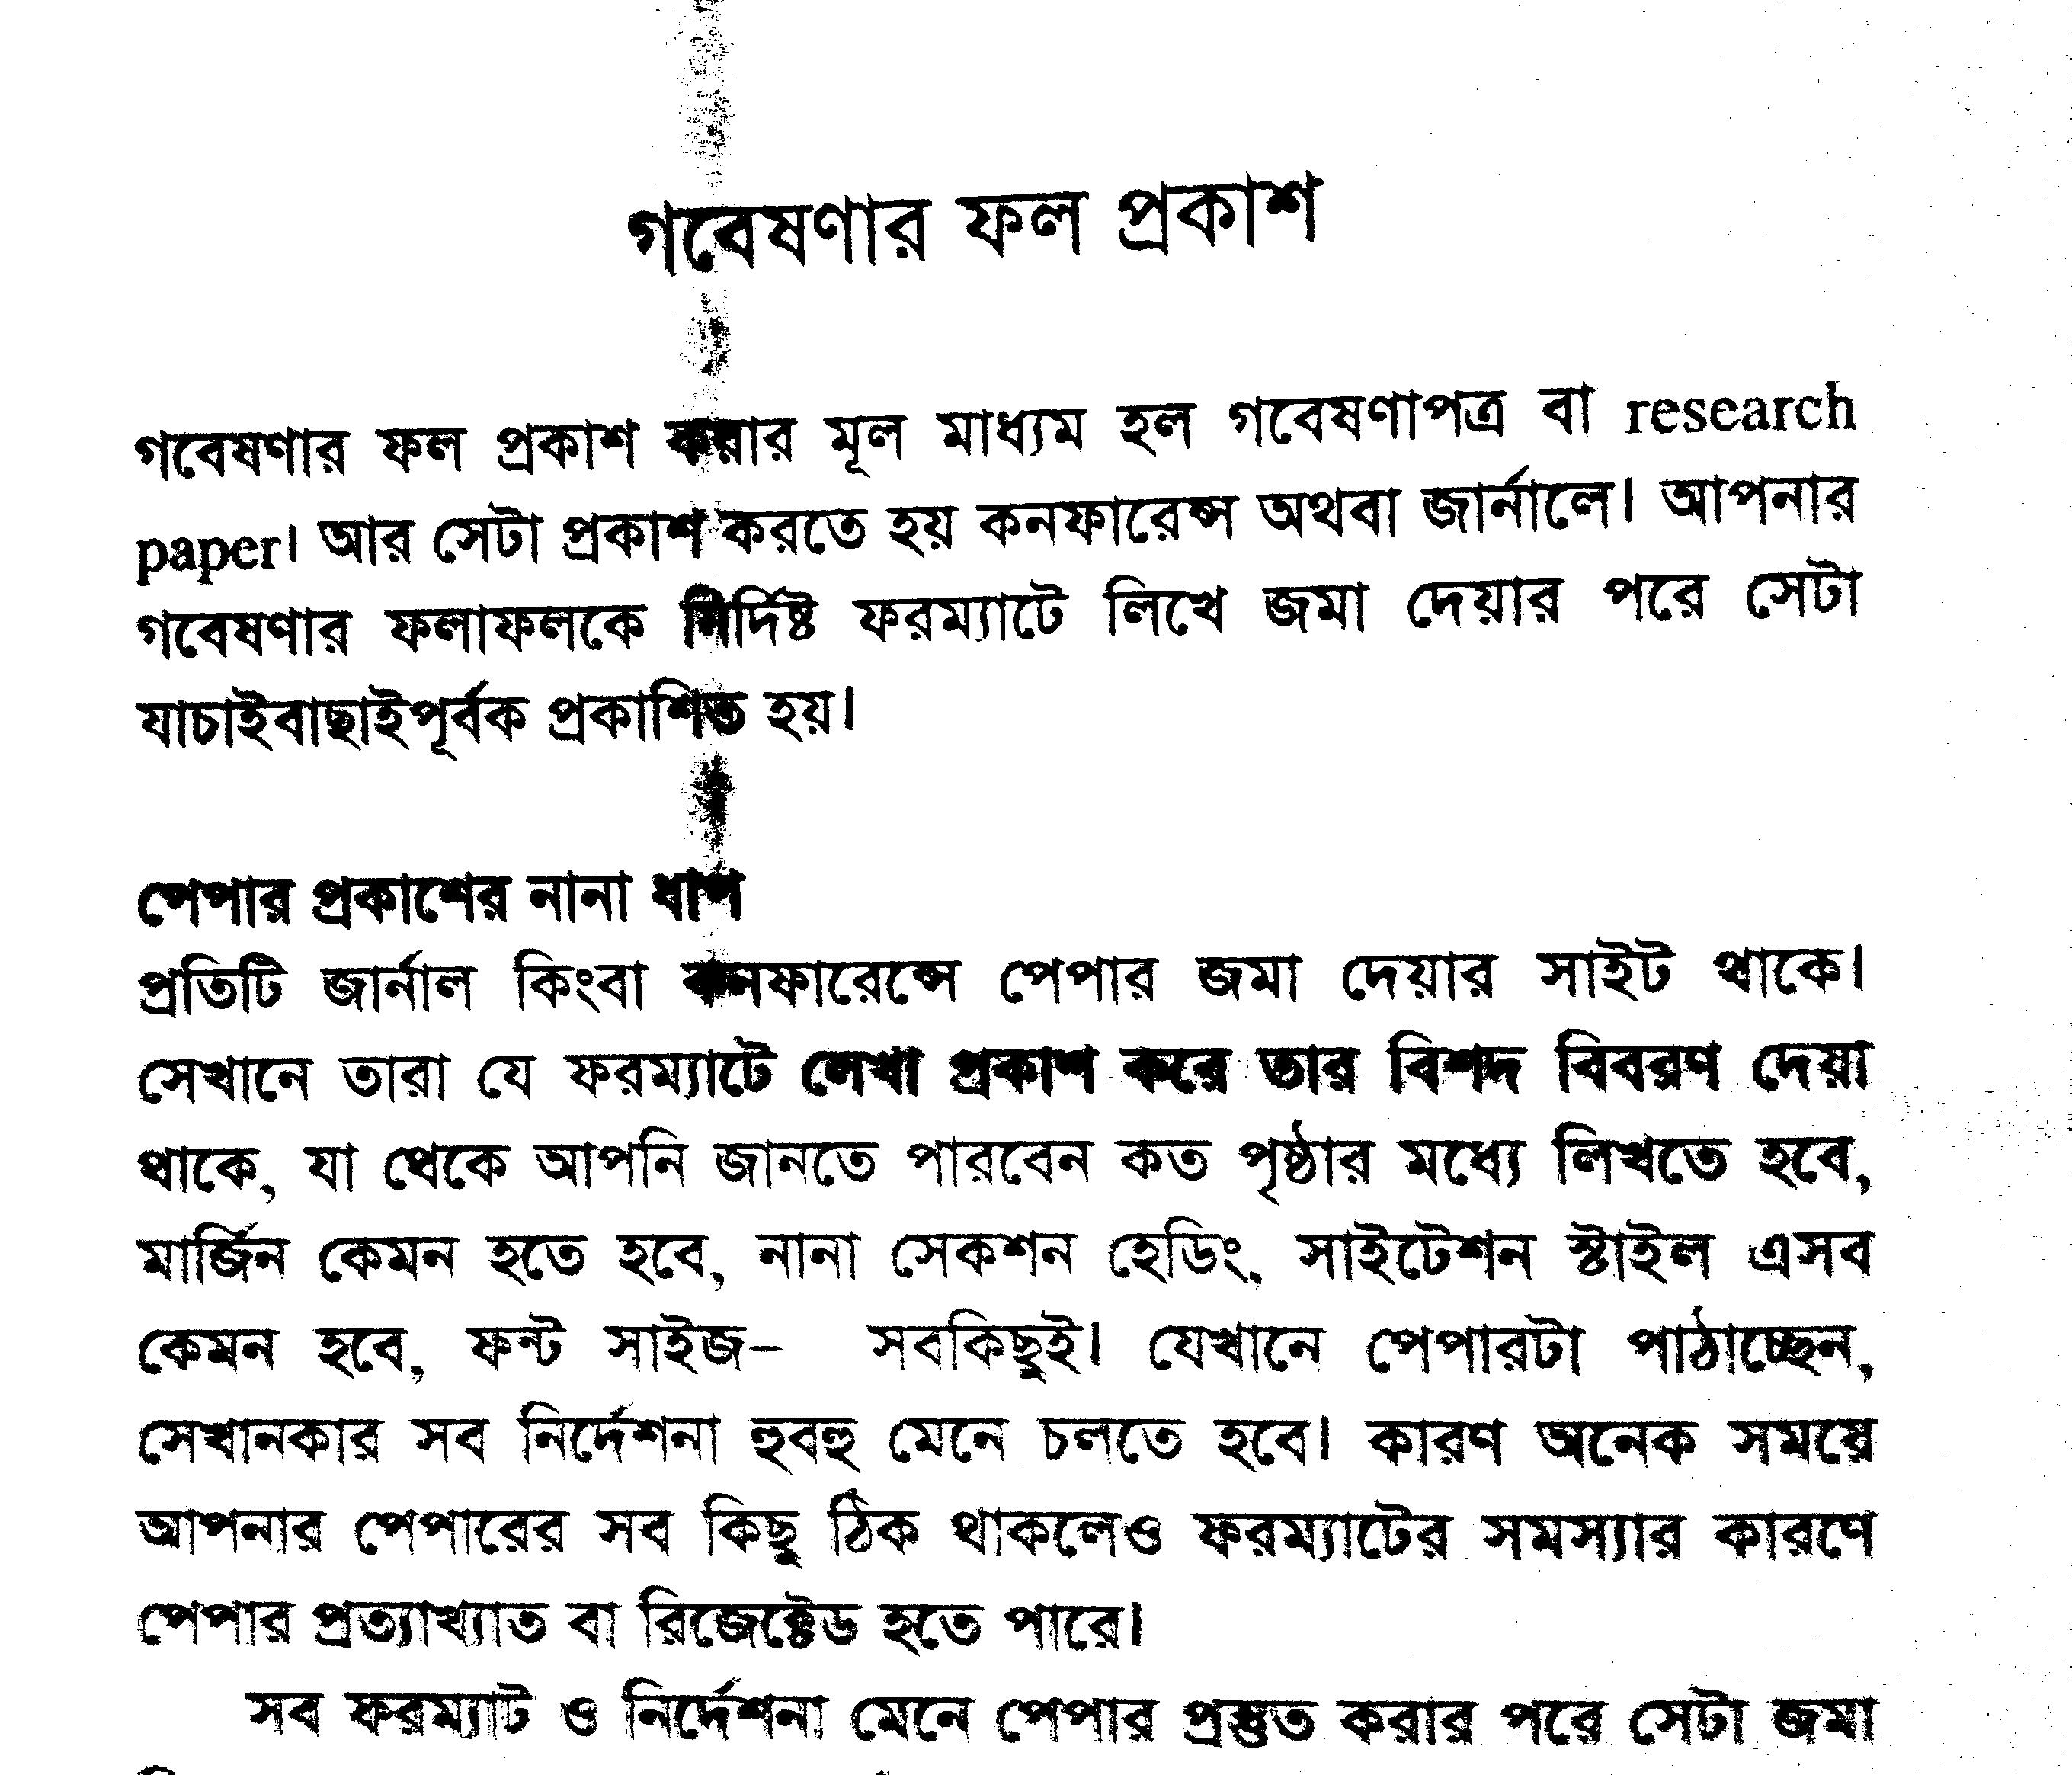 গবেষণার ফল প্রকাশ
গবেষণার ফল প্রকাশ করার মূল মাধ্যম হল গবেষণাপত্র বা research
paper। আর সেটা প্রকাশ করতে হয় কনফারেন্স অথবা জার্নালে। আপনার
গবেষণার ফলাফলকে নির্দিষ্ট ফরম্যাটে লিখে জমা দেয়ার পরে সেটা
যাচাইবাছাইপূর্বক প্রকাশিত হয়।
পেপার প্রকাশের নানা ধাপ
প্রতিটি জার্নাল কিংবা কনফারেন্সে পেপার জমা দেয়ার সাইট থাকে।
সেখানে তারা যে ফরম্যাটে লেখা প্রকাশ করে তার বিশদ বিবরণ দেয়া
থাকে, যা থেকে আপনি জানতে পারবেন কত পৃষ্ঠার মধ্যে লিখতে হবে,
মার্জিন কেমন হতে হবে, নানা সেকশন হেডিং, সাইটেশন স্টাইল এসব
কেমন হবে, ফন্ট সাইজ- সবকিছুই। যেখানে পেপারটা পাঠাচ্ছেন,
সেখানকার সব নির্দেশনা হুবহু মেনে চলতে হবে। কারণ অনেক সময়ে
আপনার পেপারের সব কিছু ঠিক থাকলেও ফরম্যাটের সমস্যার কারণে
পেপার প্রত্যাখ্যাত বা রিজেক্টেড হতে পারে।
সব ফরম্যাট ও নির্দেশনা মেনে পেপার প্রস্তুত করার পরে সেটা জমা